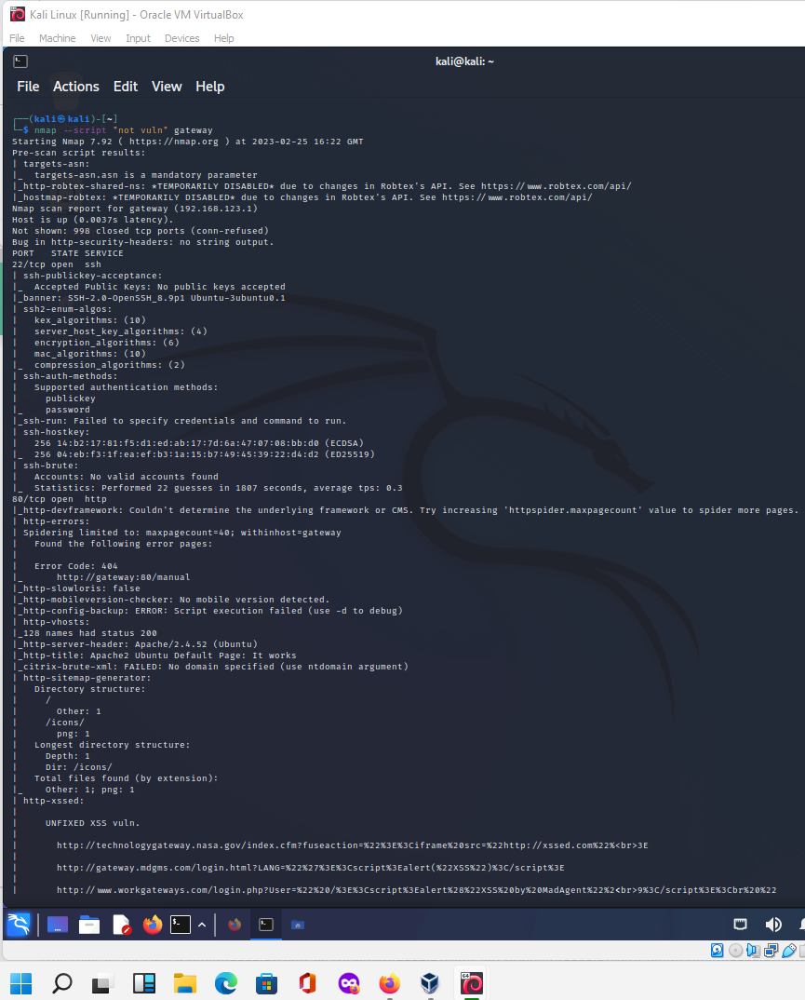 Kali Linux [Running] - Oracle VM VirtualBox
File Machine View Input Devices Help
kali@kali: ~
File Actions Edit View Help
┌──(kali㉿kali)-[~]
└─$ nmap --script "not vuln" gateway
Starting Nmap 7.92 ( https://nmap.org ) at 2023-02-25 16:22 GMT
Pre-scan script results:
| targets-asn:
|_  targets-asn.asn is a mandatory parameter
|_http-robtex-shared-ns: *TEMPORARILY DISABLED* due to changes in Robtex's API. See https://www.robtex.com/api/
|_hostmap-robtex: *TEMPORARILY DISABLED* due to changes in Robtex's API. See https://www.robtex.com/api/
Nmap scan report for gateway (192.168.123.1)
Host is up (0.0037s latency).
Not shown: 998 closed tcp ports (conn-refused)
Bug in http-security-headers: no string output.
PORT   STATE SERVICE
22/tcp open  ssh
| ssh-publickey-acceptance:
|_  Accepted Public Keys: No public keys accepted
|_banner: SSH-2.0-OpenSSH_8.9p1 Ubuntu-3ubuntu0.1
| ssh2-enum-algos:
|   kex_algorithms: (10)
|   server_host_key_algorithms: (4)
|   encryption_algorithms: (6)
|   mac_algorithms: (10)
|_  compression_algorithms: (2)
| ssh-auth-methods:
|   Supported authentication methods:
|     publickey
|_    password
|_ssh-run: Failed to specify credentials and command to run.
| ssh-hostkey:
|   256 14:b2:17:81:f5:d1:ed:ab:17:7d:6a:47:07:08:bb:d0 (ECDSA)
|_  256 04:eb:f3:1f:ea:ef:b3:1a:15:b7:49:45:39:22:d4:d2 (ED25519)
| ssh-brute:
|   Accounts: No valid accounts found
|_  Statistics: Performed 22 guesses in 1807 seconds, average tps: 0.3
80/tcp open  http
|_http-devframework: Couldn't determine the underlying framework or CMS. Try increasing 'httpspider.maxpagecount' value to spider more pages.
| http-errors:
| Spidering limited to: maxpagecount=40; withinhost=gateway
|   Found the following error pages:
|
|   Error Code: 404
|_      http://gateway:80/manual
|_http-slowloris: false
|_http-mobileversion-checker: No mobile version detected.
|_http-config-backup: ERROR: Script execution failed (use -d to debug)
| http-vhosts:
|_128 names had status 200
|_http-server-header: Apache/2.4.52 (Ubuntu)
|_http-title: Apache2 Ubuntu Default Page: It works
|_citrix-brute-xml: FAILED: No domain specified (use ntdomain argument)
| http-sitemap-generator:
|   Directory structure:
|     /
|       Other: 1
|     /icons/
|       png: 1
|   Longest directory structure:
|     Depth: 1
|     Dir: /icons/
|   Total files found (by extension):
|_    Other: 1; png: 1
| http-xssed:
|
|     UNFIXED XSS vuln.
|
|       http://technologygateway.nasa.gov/index.cfm?fuseaction=%22%3E%3Ciframe%20src=%22http://xssed.com%22%<br>3E
|
|       http://gateway.mdgms.com/login.html?LANG=%22%27%3E%3Cscript%3Ealert(%22XSS%22)%3C/script%3E
|
|       http://www.workgateways.com/login.php?User=%22%20/%3E%3Cscript%3Ealert%28%22XSS%20by%20MadAgent%22%2<br>9%3C/script%3E%3Cbr%20%22